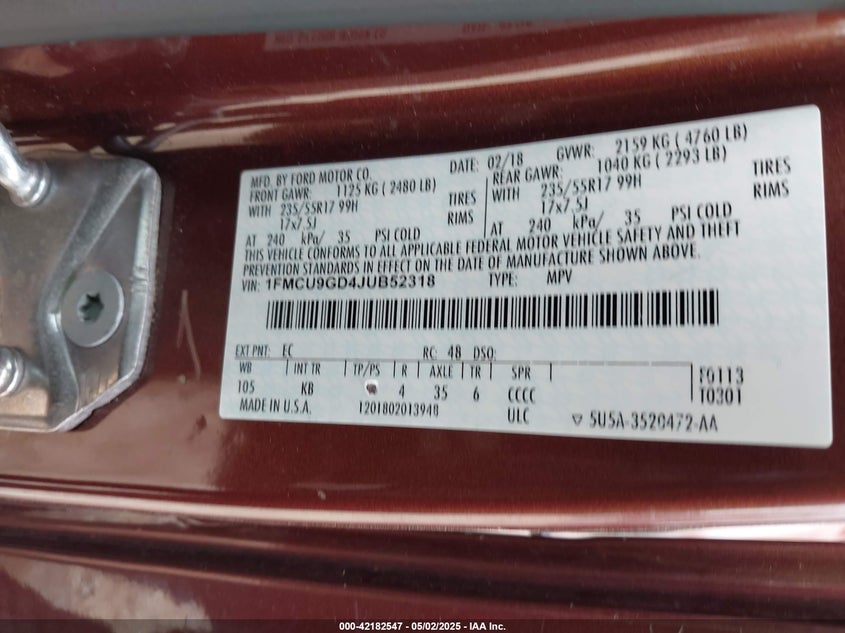 MFD. BY FORD MOTOR CO.
DATE: 02/18 GVWR: 2159 KG ( 4760 LB)
FRONT GAWR: 1125 KG ( 2480 LB) REAR GAWR: 1040 KG ( 2293 LB)
WITH 235/55R17 99H TIRES WITH 235/55R17 99H TIRES
17x7.5J RIMS 17x7.5J RIMS
AT 240 kPa/ 35 PSI COLD AT 240 kPa/ 35 PSI COLD
THIS VEHICLE CONFORMS TO ALL APPLICABLE FEDERAL MOTOR VEHICLE SAFETY AND THEFT
PREVENTION STANDARDS IN EFFECT ON THE DATE OF MANUFACTURE SHOWN ABOVE.
VIN: 1FMCU9GD4JUB52318 TYPE: MPV
EXT PNT: EC RC: 48 DSO:
WB INT TR TP/PS R AXLE TR SPR
105 KB 4 35 6 CCCC
F0113
T0301
MADE IN U.S.A. 1201802013948 ULC ▽ 5U5A-3520472-AA
000-42182547 - 05/02/2025 - IAA Inc.